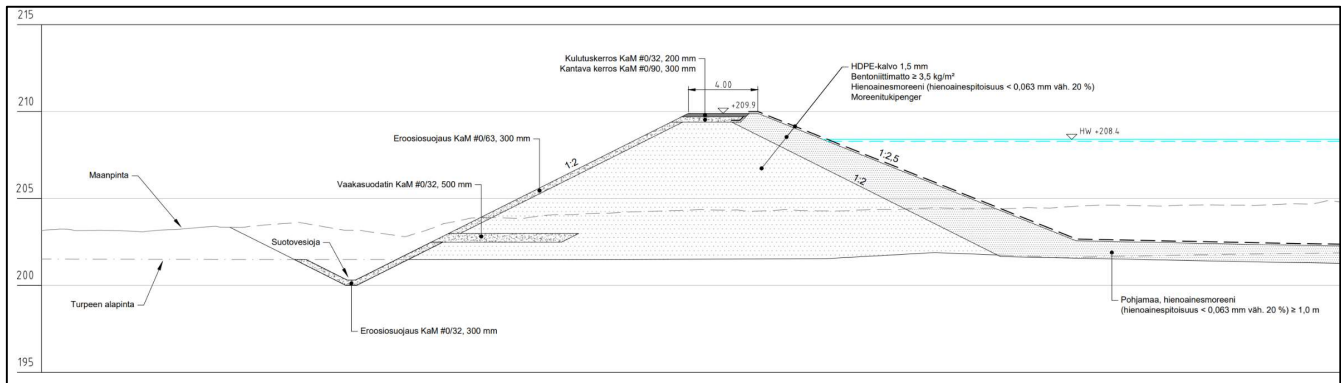 215
210
205
200
195
Kulutuskerros KaM #0/32, 200 mm
Kantava kerros KaM #0/90, 300 mm
4.00
+209.9
HDPE-kalvo 1,5 mm
Bentoniittimatto ≥ 3,5 kg/m²
Hienoainesmoreeni (hienoainespitoisuus < 0,063 mm väh. 20 %)
Moreenitukipenger
HW +208.4
Eroosiosuojaus KaM #0/63, 300 mm
1:2
1:2.5
1:2
Vaakasuodatin KaM #0/32, 500 mm
Maanpinta
Suotovesioja
Turpeen alapinta
Eroosiosuojaus KaM #0/32, 300 mm
Pohjamaa, hienoainesmoreeni
(hienoainespitoisuus < 0,063 mm väh. 20 %) ≥ 1,0 m